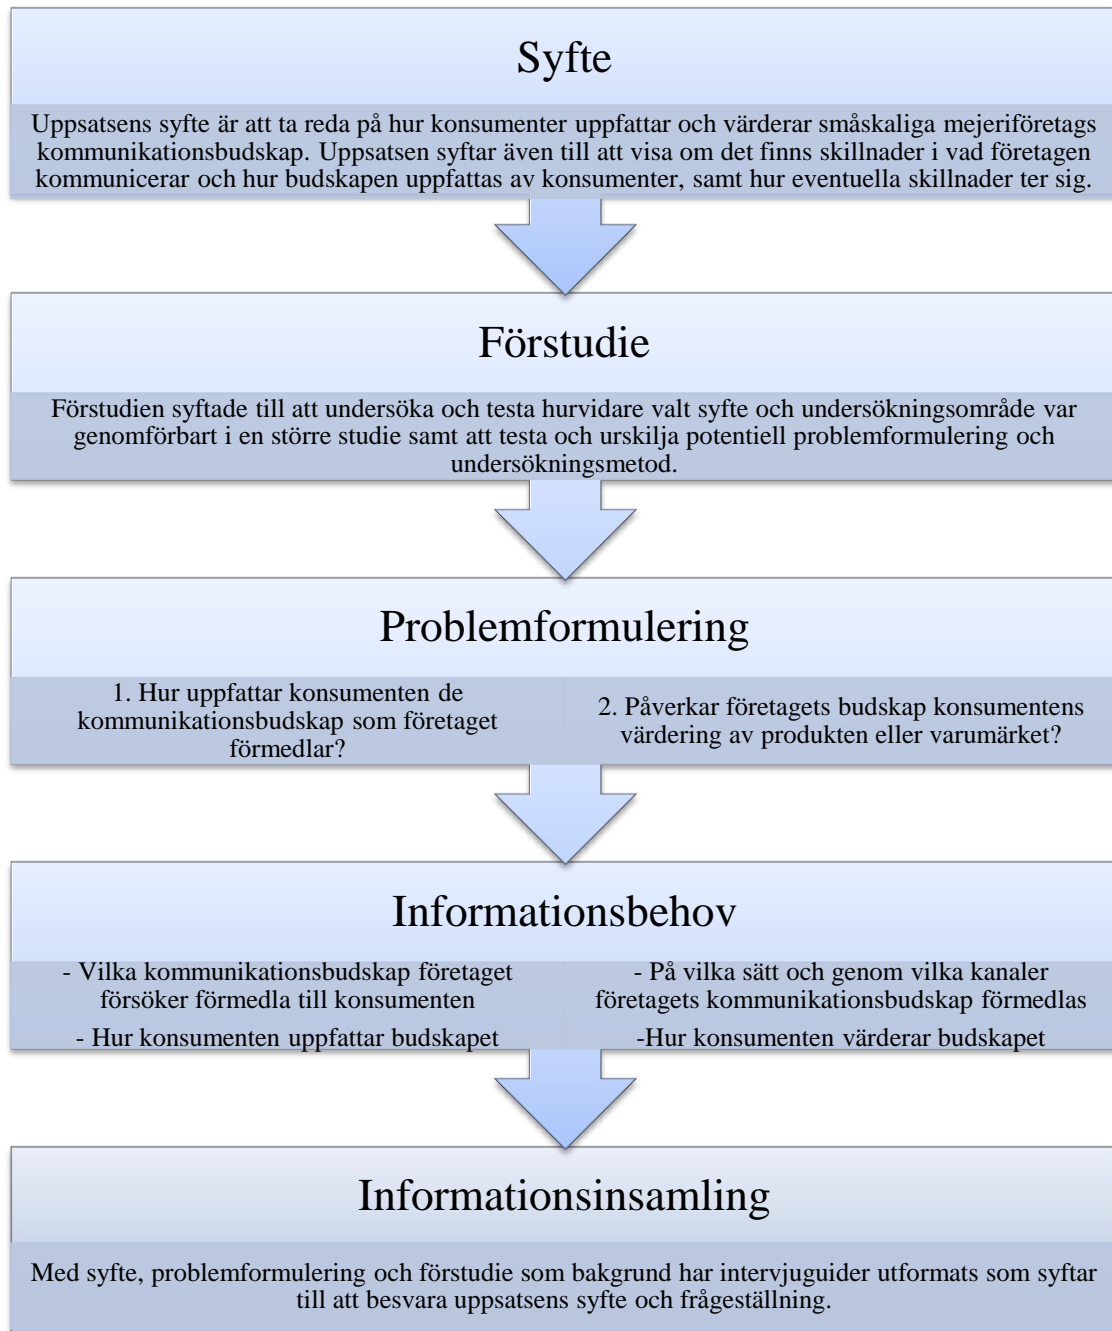 Syfte
Uppsatsens syfte är att ta reda på hur konsumenter uppfattar och värderar småskaliga mejeriföretags
kommunikationsbudskap. Uppsatsen syftar även till att visa om det finns skillnader i vad företagen
kommunicerar och hur budskapen uppfattas av konsumenter, samt hur eventuella skillnader ter sig.
Förstudie
Förstudien syftade till att undersöka och testa hurvidare valt syfte och undersökningsområde var
genomförbart i en större studie samt att testa och urskilja potentiell problemformulering och
undersökningsmetod.
Problemformulering
1. Hur uppfattar konsumenten de
kommunikationsbudskap som företaget
förmedlar?
2. Påverkar företagets budskap konsumentens
värdering av produkten eller varumärket?
Informationsbehov
- Vilka kommunikationsbudskap företaget
försöker förmedla till konsumenten
- Hur konsumenten uppfattar budskapet
- På vilka sätt och genom vilka kanaler
företagets kommunikationsbudskap förmedlas
-Hur konsumenten värderar budskapet
Informationsinsamling
Med syfte, problemformulering och förstudie som bakgrund har intervjuguider utformats som syftar
till att besvara uppsatsens syfte och frågeställning.